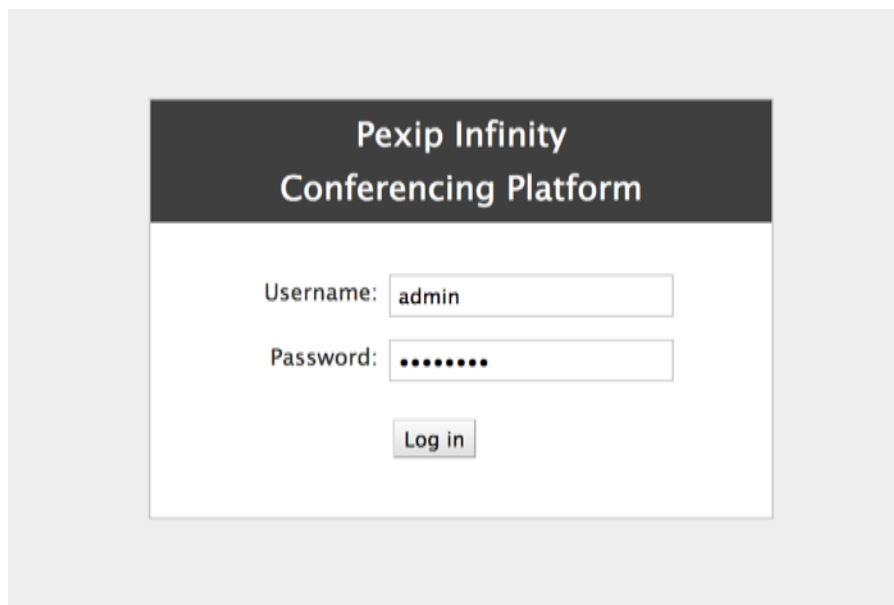 Pexip Infinity
Conferencing Platform
Username: admin
Password: ••••••••
Log in